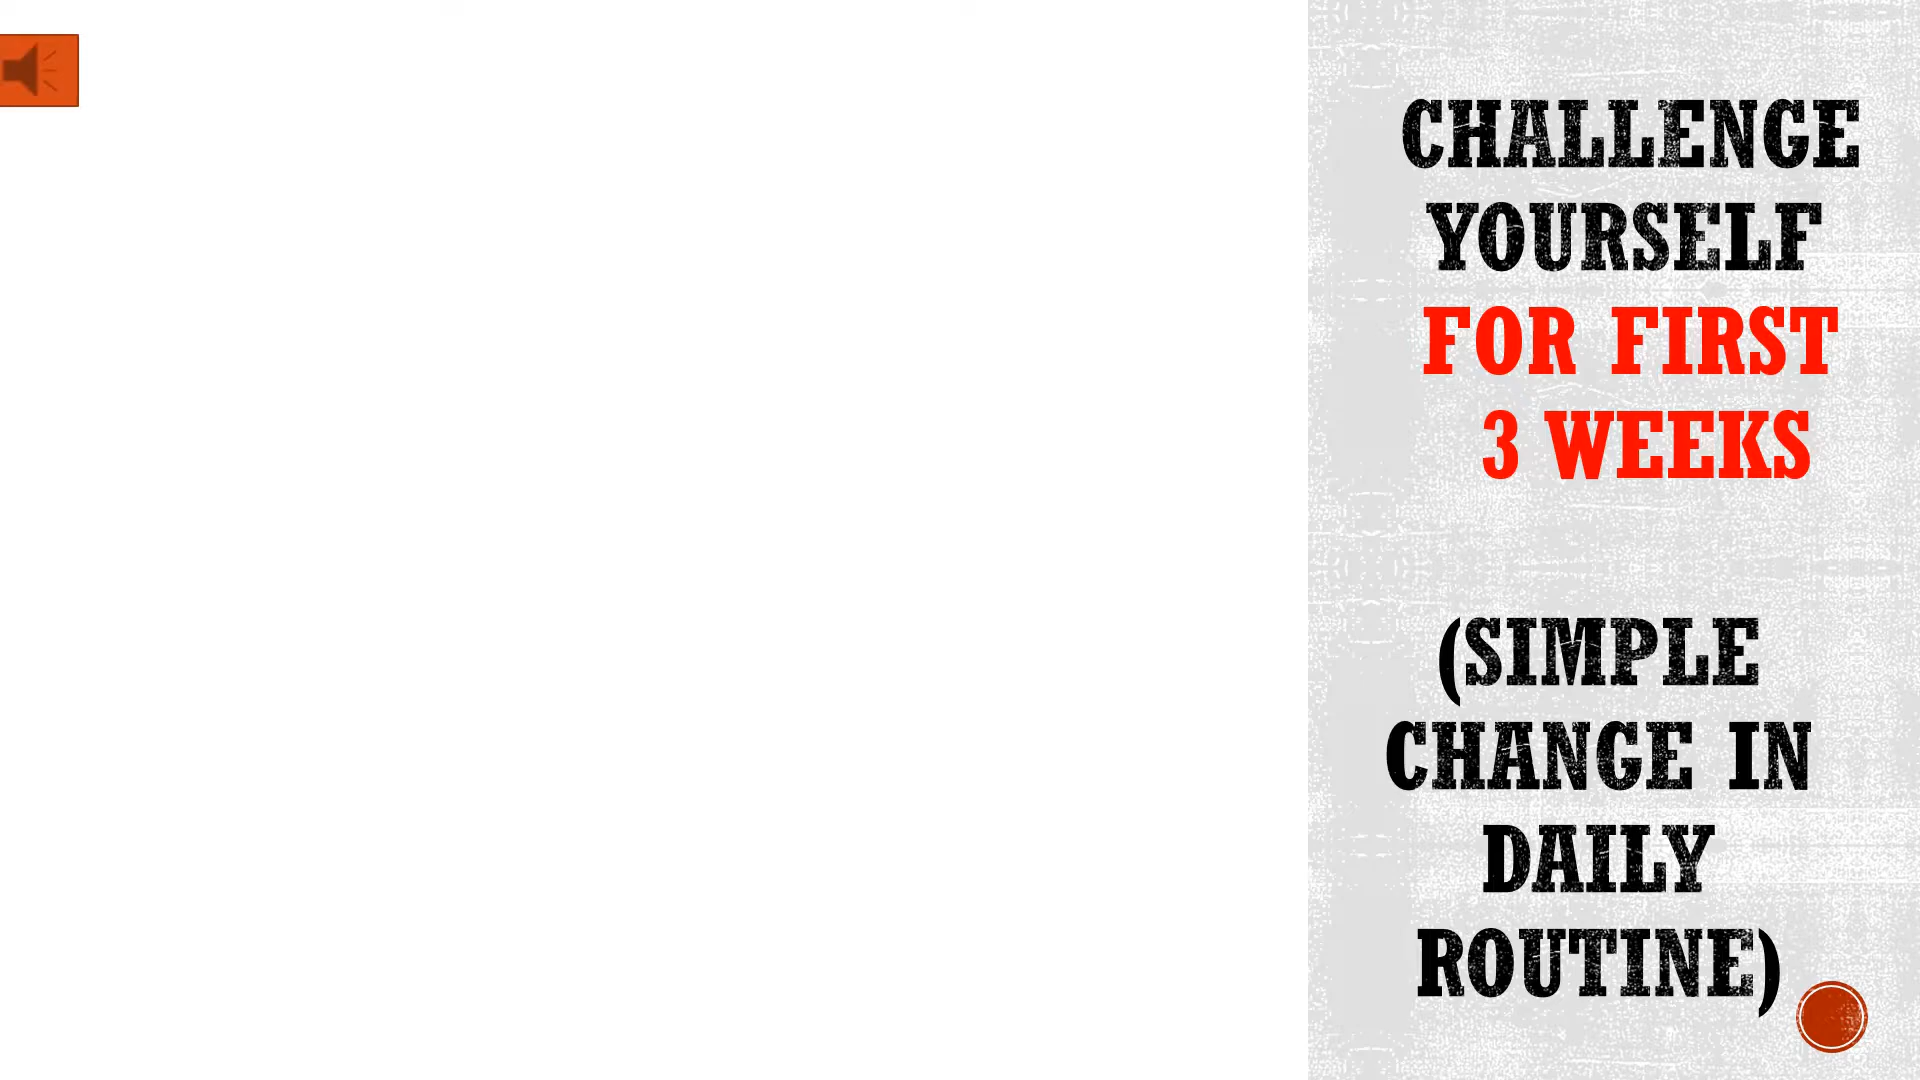 CHALLENGE
YOURSELF
FOR FIRST
3 WEEKS
(SIMPLE
CHANGE IN
DAILY
ROUTINE)